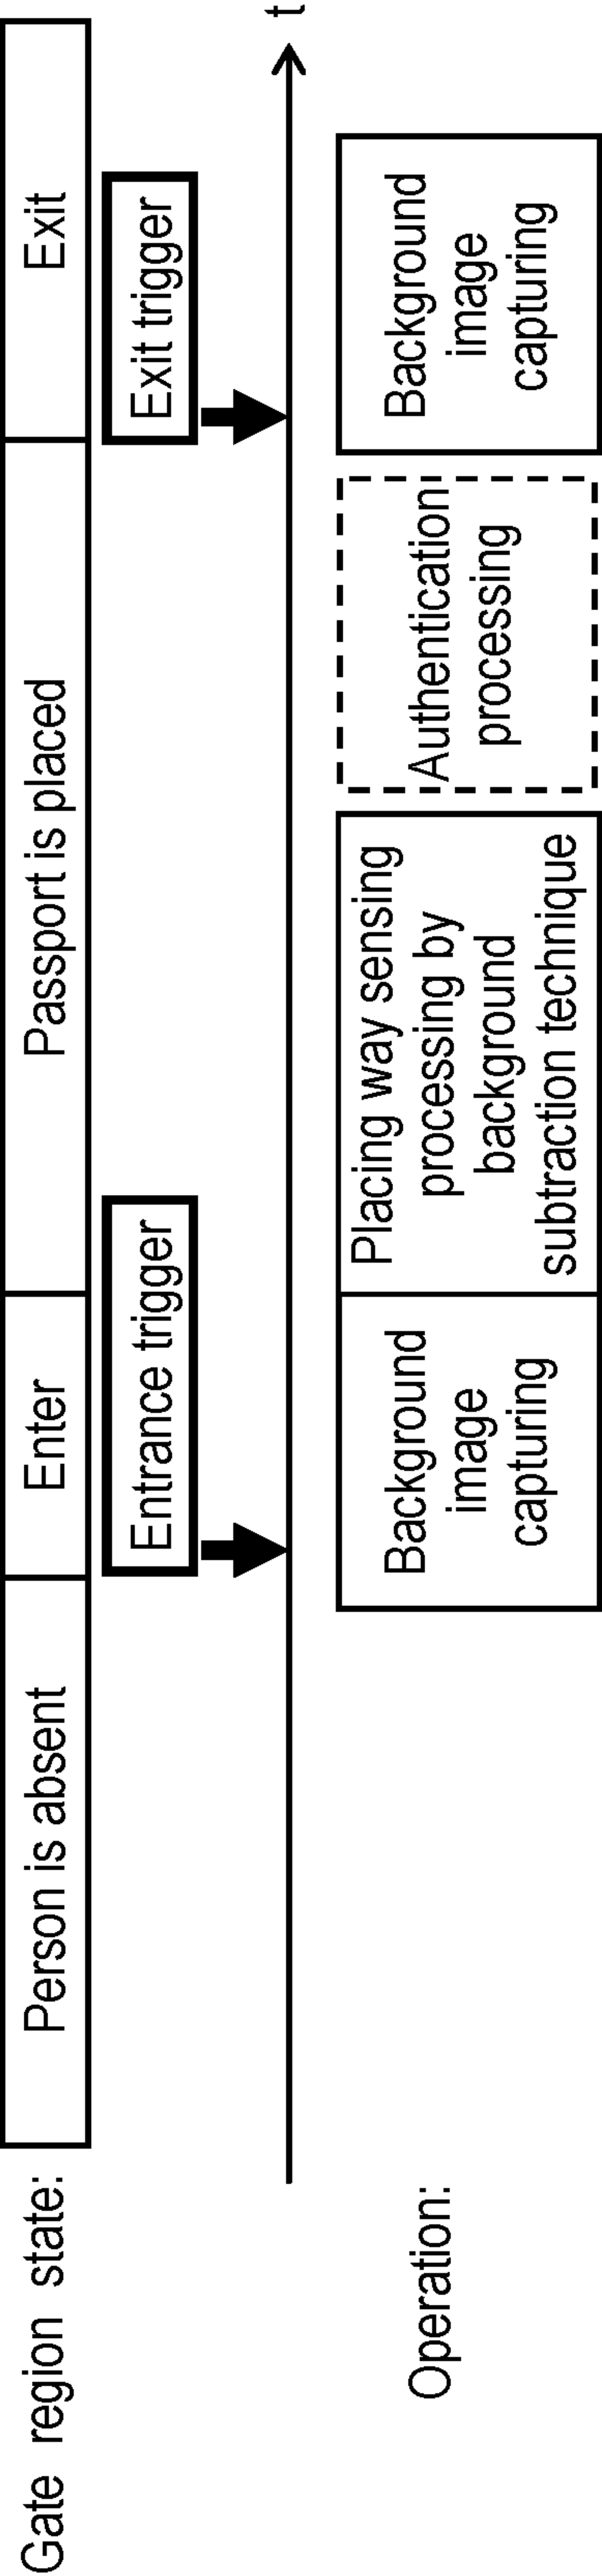 Gate region state:
Person is absent
Enter
Passport is placed
Exit
Entrance trigger
Exit trigger
t
Operation:
Background
image
capturing
Placing way sensing
processing by
background
subtraction technique
Authentication
processing
Background
image
capturing